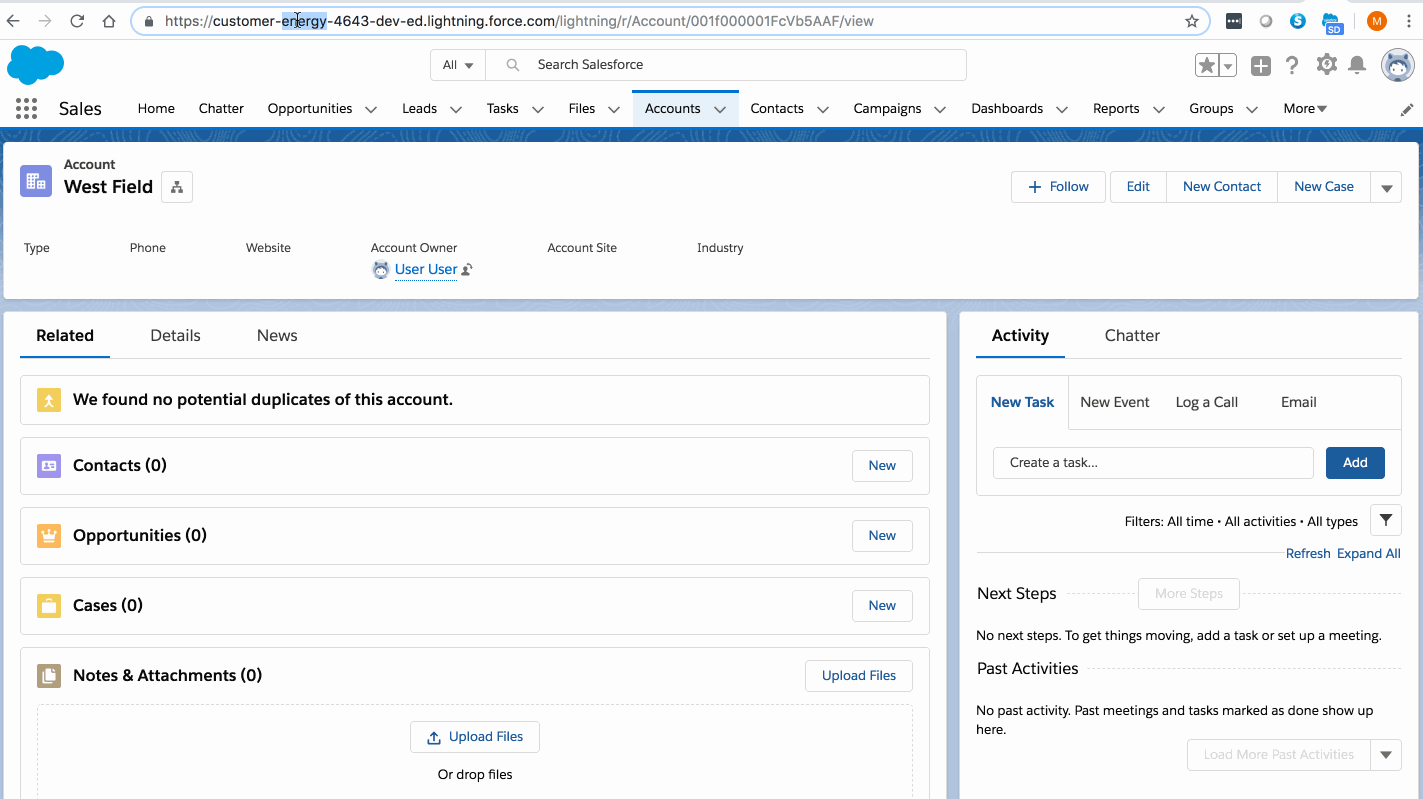 https://customer-energy-4643-dev-ed.lightning.force.com/lightning/r/Account/001f000001FcVb5AAF/view
SD
M
All
Search Salesforce
Sales Home Chatter Opportunities Leads Tasks Files Accounts Contacts Campaigns Dashboards Reports Groups More
Account
West Field
+ Follow Edit New Contact New Case
Type Phone Website Account Owner Account Site Industry
User User
Related Details News
We found no potential duplicates of this account.
Contacts (0) New
Opportunities (0) New
Cases (0) New
Notes & Attachments (0) Upload Files
Upload Files
Or drop files
Activity Chatter
New Task New Event Log a Call Email
Create a task... Add
Filters: All time • All activities • All types
Refresh Expand All
Next Steps More Steps
No next steps. To get things moving, add a task or set up a meeting.
Past Activities
No past activity. Past meetings and tasks marked as done show up
here.
Load More Past Activities